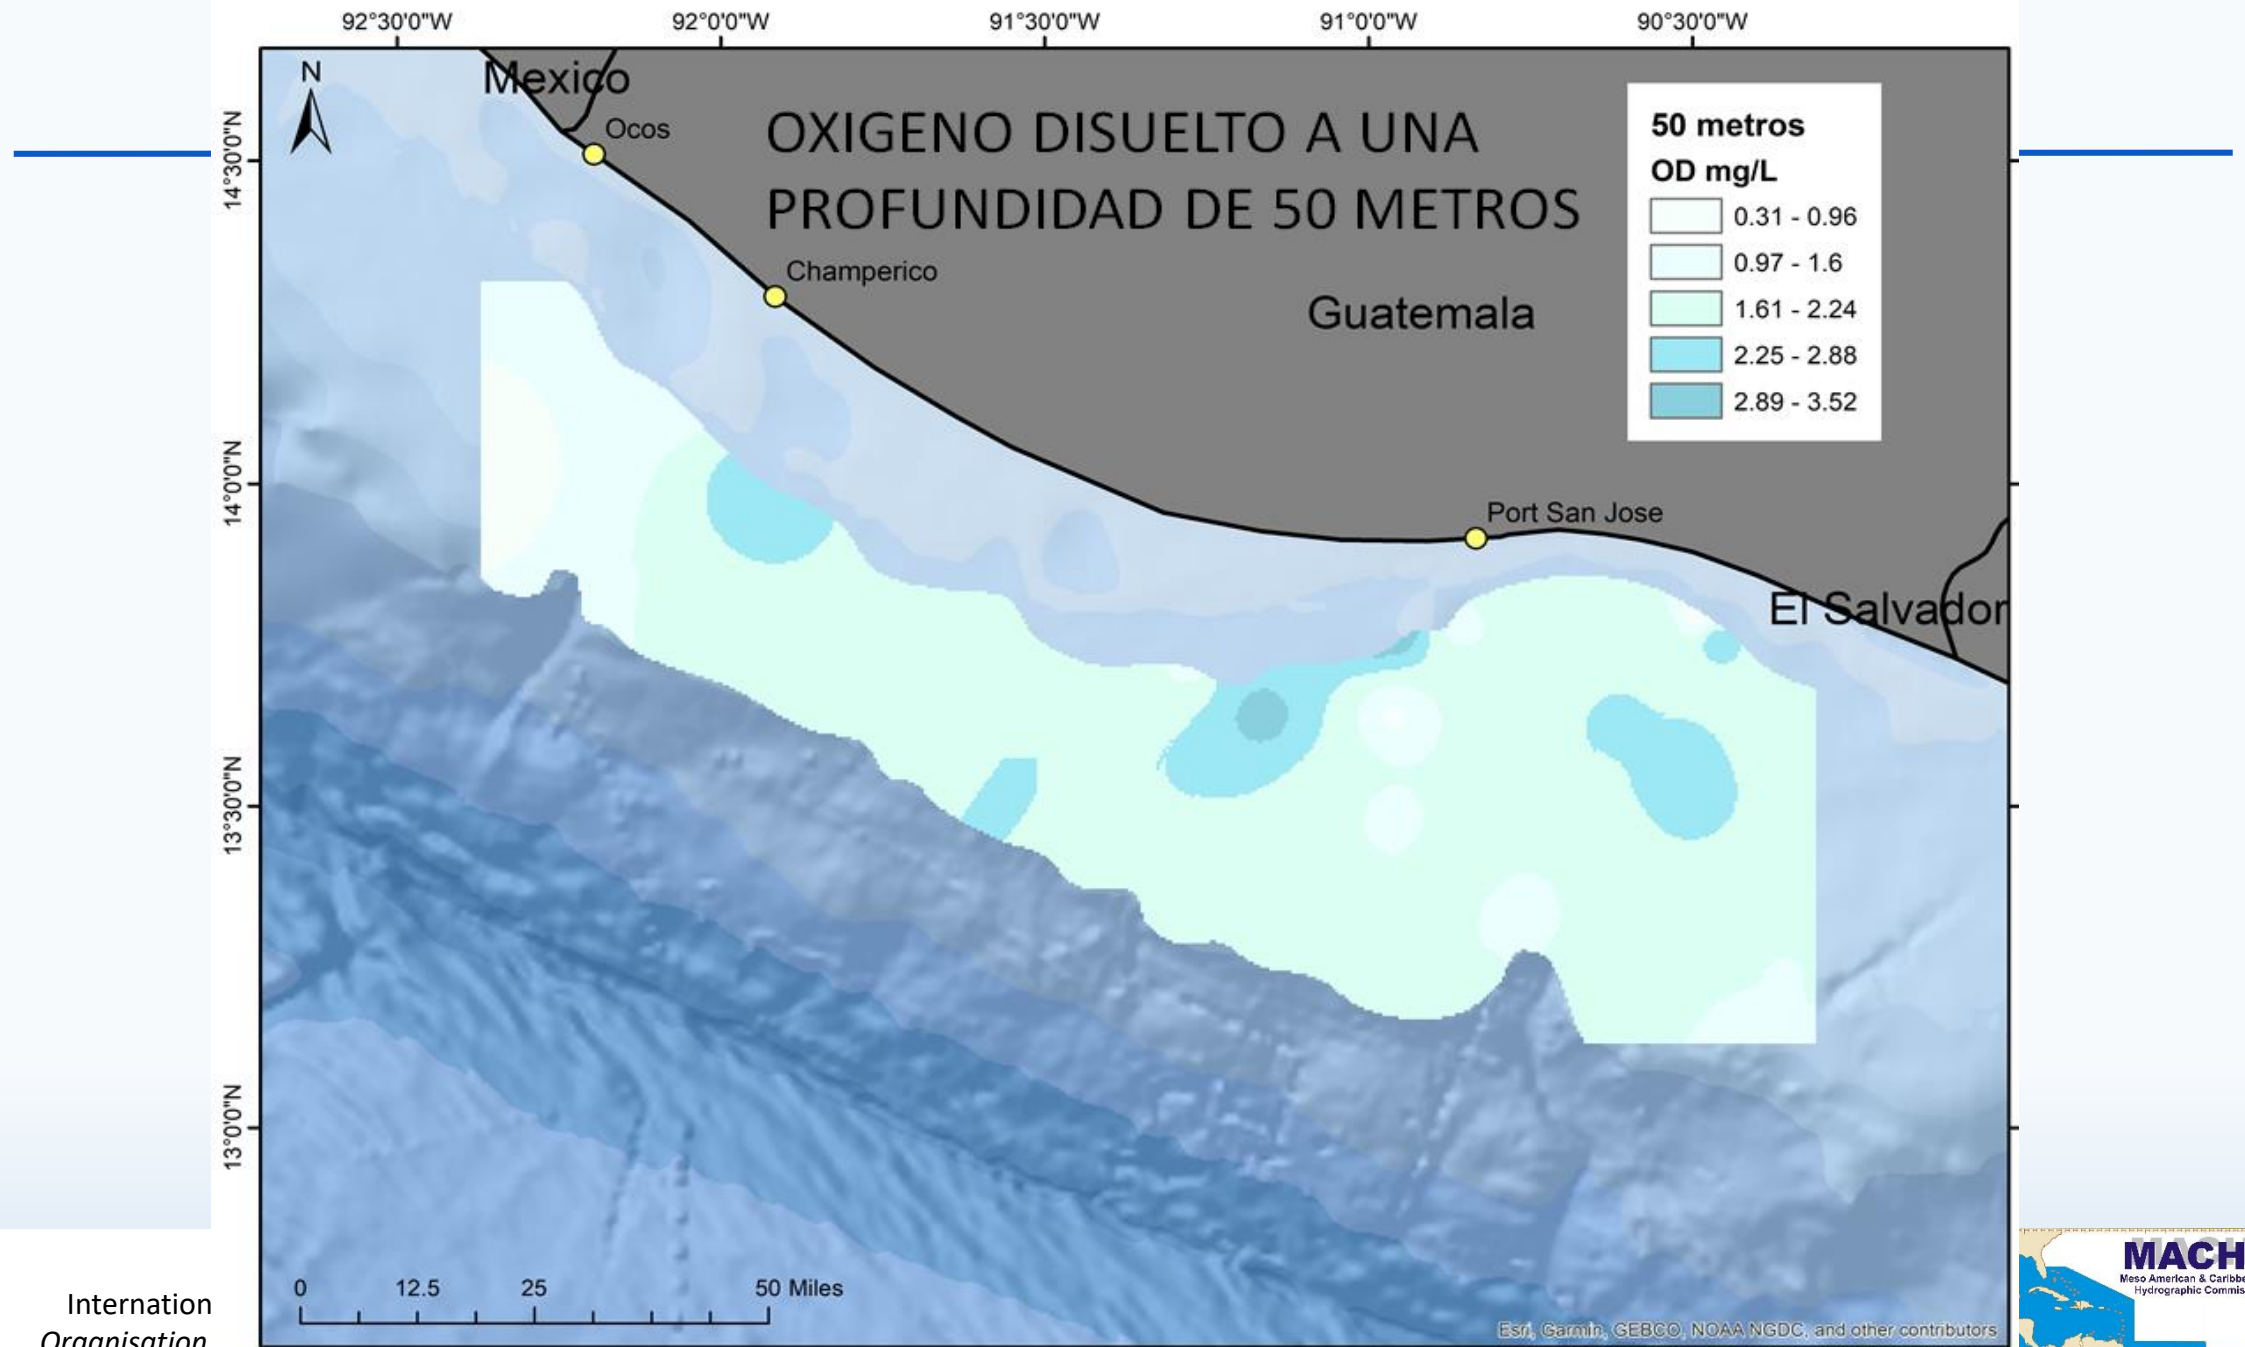 92°30'0"W
92°0'0"W
91°30'0"W
91°0'0"W
90°30'0"W
N
Mexico
Ocos
OXIGENO DISUELTO A UNA
PROFUNDIDAD DE 50 METROS
50 metros
OD mg/L
0.31 - 0.96
0.97 - 1.6
1.61 - 2.24
2.25 - 2.88
2.89 - 3.52
14°30'0"N
Champerico
Guatemala
14°0'0"N
Port San Jose
El Salvador
13°30'0"N
13°0'0"N
0 12.5 25 50 Miles
Esri, Garmin, GEBCO, NOAA NGDC, and other contributors
Internation
Organisation
MACH
Meso American & Caribbe
Hydrographic Commis